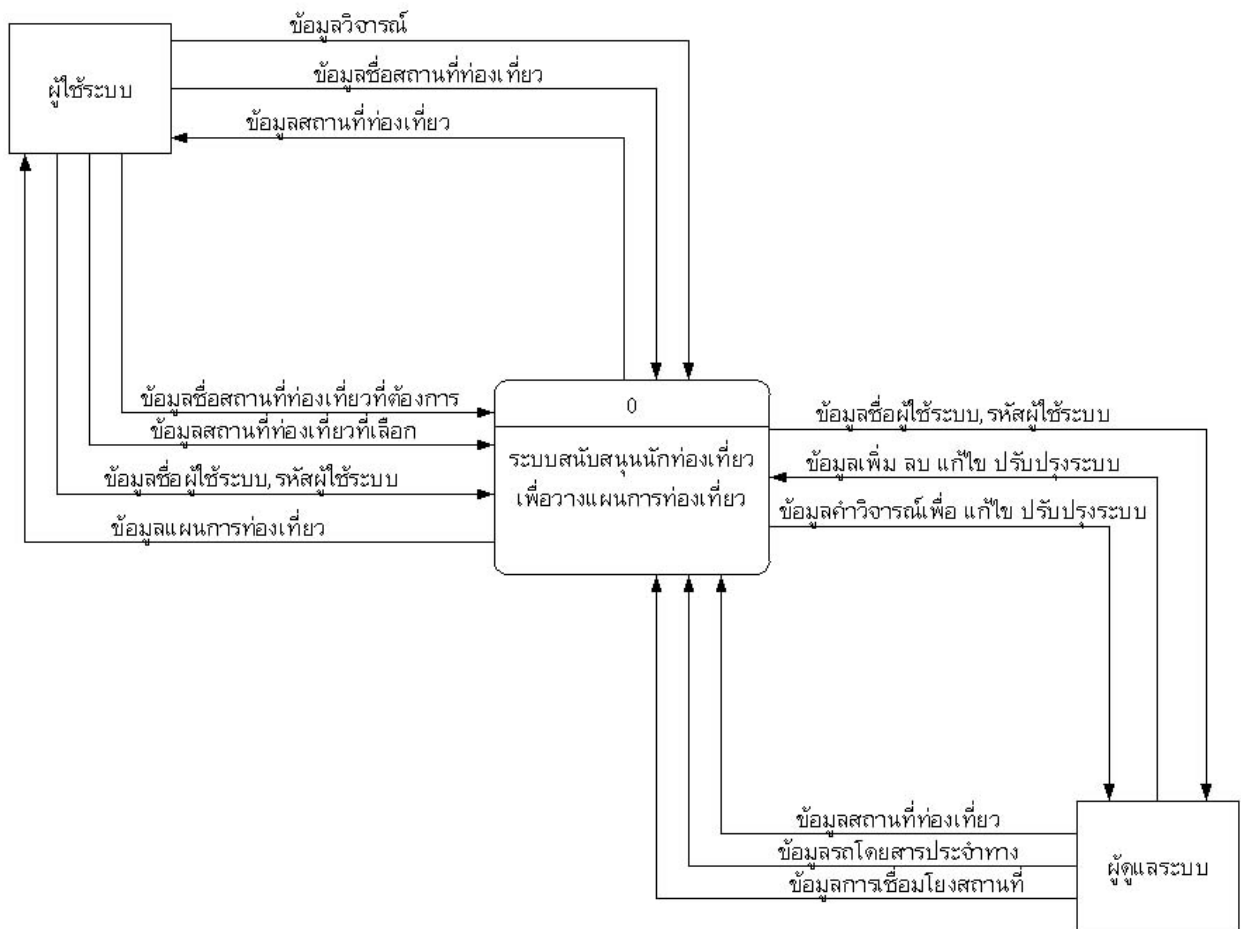 ข้อมูลวิจารณ์
ผู้ใช้ระบบ
ข้อมูลชื่อสถานที่ท่องเที่ยว
ข้อมูลสถานที่ท่องเที่ยว
ข้อมูลชื่อสถานที่ท่องเที่ยวที่ต้องการ
ข้อมูลสถานที่ท่องเที่ยวที่เลือก
ข้อมูลชื่อผู้ใช้ระบบ, รหัสผู้ใช้ระบบ
ข้อมูลแผนการท่องเที่ยว
0
ระบบสนับสนุนนักท่องเที่ยว
เพื่อวางแผนการท่องเที่ยว
ข้อมูลชื่อผู้ใช้ระบบ, รหัสผู้ใช้ระบบ
ข้อมูลเพิ่ม ลบ แก้ไข ปรับปรุงระบบ
ข้อมูลคำวิจารณ์เพื่อ แก้ไข ปรับปรุงระบบ
ข้อมูลสถานที่ท่องเที่ยว
ข้อมูลรถโดยสารประจำทาง
ข้อมูลการเชื่อมโยงสถานที่
ผู้ดูแลระบบ